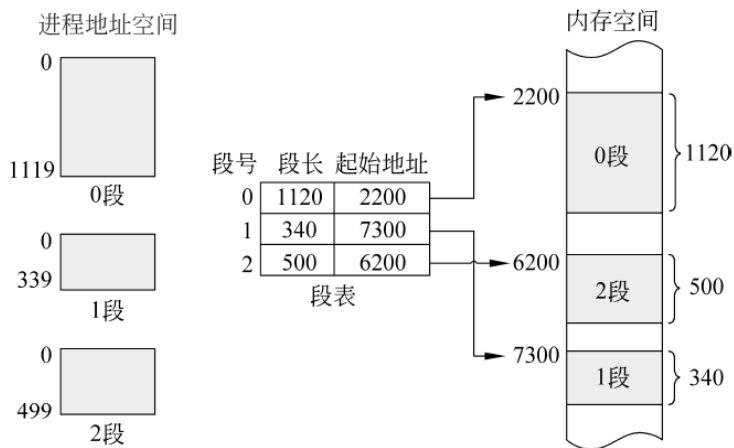 进程地址空间
0
1119
0段
0
339
1段
0
499
2段
段号 段长 起始地址
0 1120 2200
1 340 7300
2 500 6200
段表
内存空间
2200
0段
1120
6200
2段
500
7300
1段
340